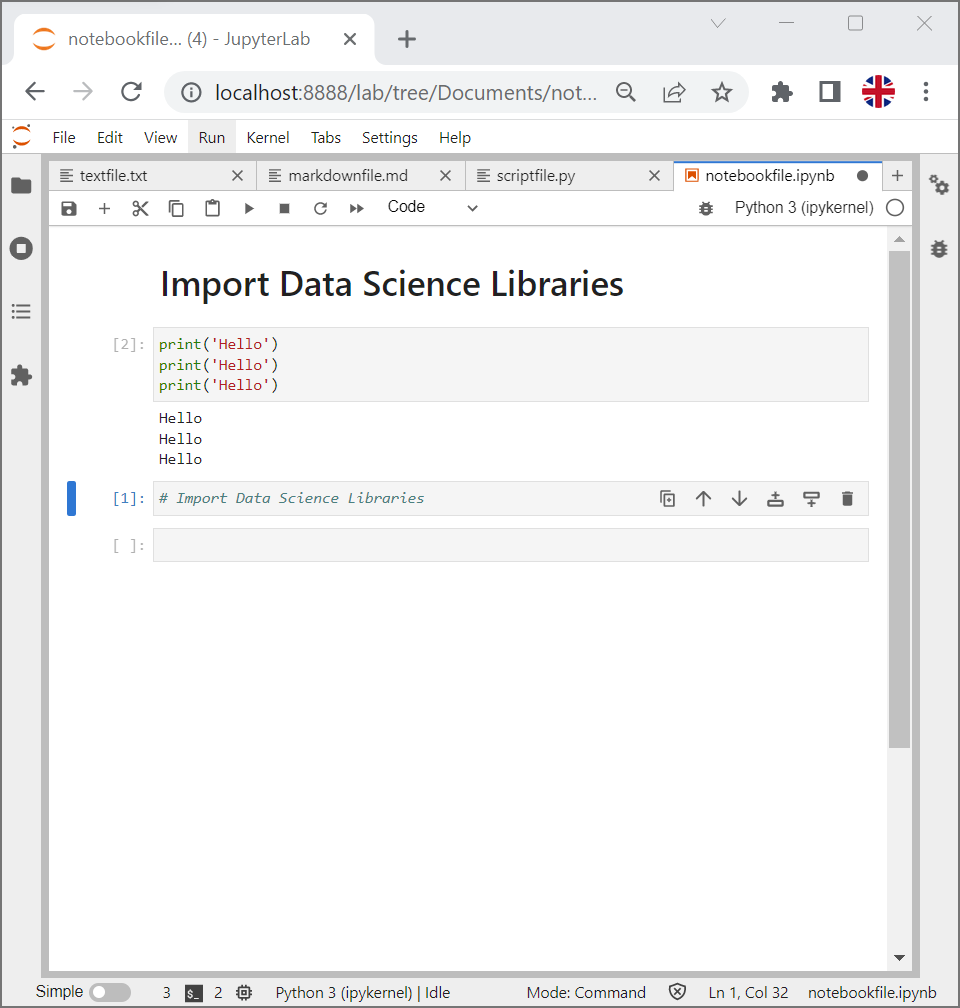 notebookfile... (4) - JupyterLab
localhost:8888/lab/tree/Documents/not...
File Edit View Run Kernel Tabs Settings Help
textfile.txt markdownfile.md scriptfile.py notebookfile.ipynb
Code Python 3 (ipykernel)
Import Data Science Libraries
[2]: print('Hello')
print('Hello')
print('Hello')
Hello
Hello
Hello
[1]: # Import Data Science Libraries
[ ]:
Simple 3 $_ 2 Python 3 (ipykernel) | Idle Mode: Command Ln 1, Col 32 notebookfile.ipynb